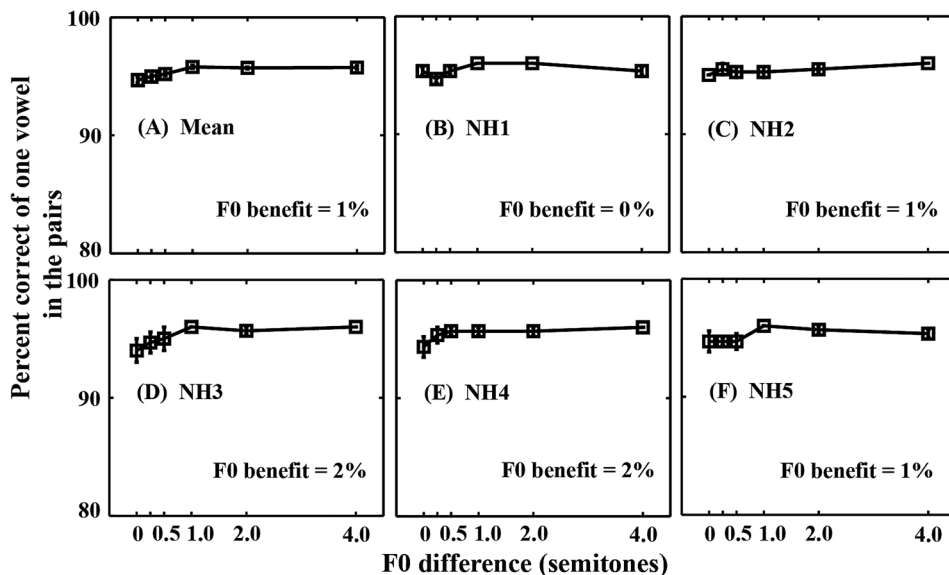 Percent correct of one vowel
in the pairs
100
90
80
(A) Mean
F0 benefit = 1%
(B) NH1
F0 benefit = 0%
(C) NH2
F0 benefit = 1%
100
90
80
(D) NH3
F0 benefit = 2%
(E) NH4
F0 benefit = 2%
(F) NH5
F0 benefit = 1%
0 0.5 1.0 2.0 4.0
0 0.5 1.0 2.0 4.0
0 0.5 1.0 2.0 4.0
F0 difference (semitones)